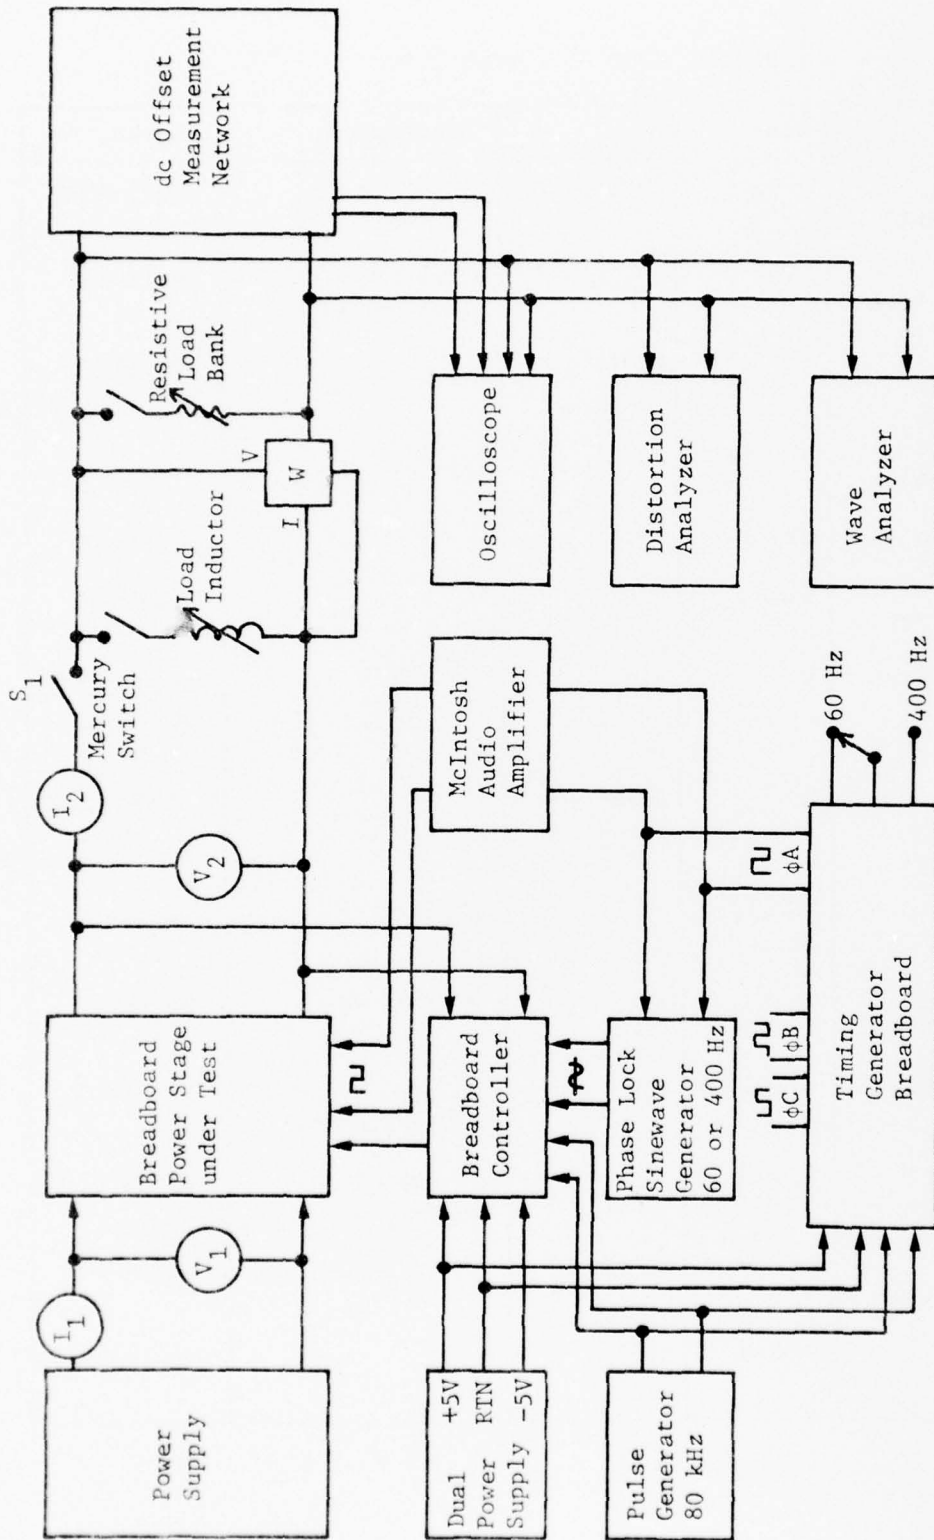 Power
Supply
I1
V1
Breadboard
Power Stage
under Test
I2
V2
S1
Mercury
Switch
Load
Inductor
V
I
W
Resistive
Load
Bank
dc Offset
Measurement
Network
Dual +5V
Power RTN
Supply -5V
Breadboard
Controller
McIntosh
Audio
Amplifier
Oscilloscope
Pulse
Generator
80 kHz
Phase Lock
Sinewave
Generator
60 or 400 Hz
Distortion
Analyzer
ϕC
ϕB
ϕA
Timing
Generator
Breadboard
60 Hz
400 Hz
Wave
Analyzer